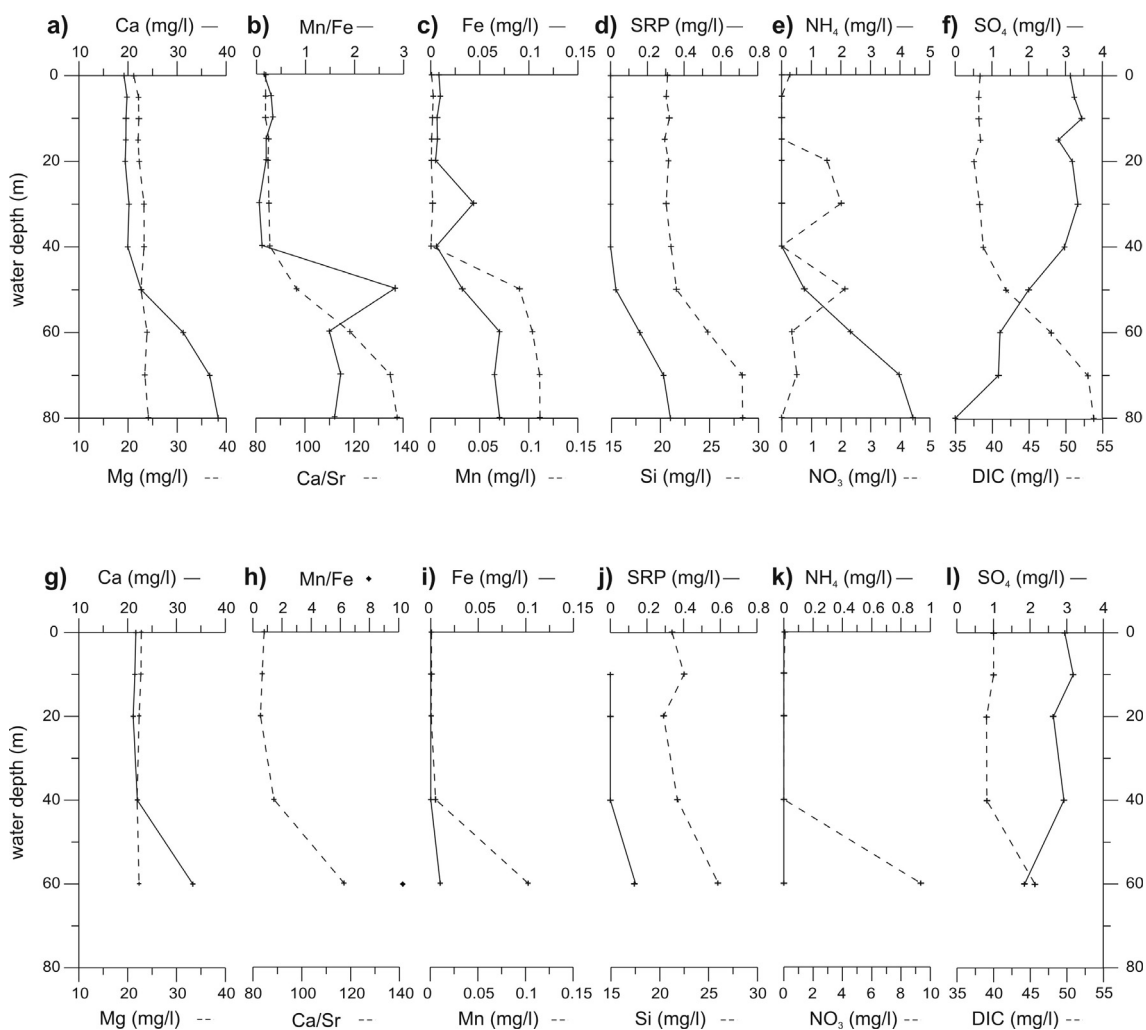 a) Ca (mg/l) —
b) Mn/Fe —
c) Fe (mg/l) —
d) SRP (mg/l) —
e) NH₄ (mg/l) —
f) SO₄ (mg/l) —
10 20 30 40
0 1 2 3
0 0.05 0.1 0.15
0 0.2 0.4 0.6 0.8
0 1 2 3 4 5
0 1 2 3 4
0 0
20 20
40 40
60 60
80 80
water depth (m)
10 20 30 40
80 100 120 140
0 0.05 0.1 0.15
15 20 25 30
0 1 2 3 4 5
35 40 45 50 55
Mg (mg/l) --
Ca/Sr --
Mn (mg/l) --
Si (mg/l) --
NO₃ (mg/l) --
DIC (mg/l) --
g) Ca (mg/l) —
h) Mn/Fe ♦
i) Fe (mg/l) —
j) SRP (mg/l) —
k) NH₄ (mg/l) —
l) SO₄ (mg/l) —
10 20 30 40
0 2 4 6 8 10
0 0.05 0.1 0.15
0 0.2 0.4 0.6 0.8
0 0.2 0.4 0.6 0.8 1
0 1 2 3 4
0 0
20 20
40 40
60 60
80 80
water depth (m)
10 20 30 40
80 100 120 140
0 0.05 0.1 0.15
15 20 25 30
0 2 4 6 8 10
35 40 45 50 55
Mg (mg/l) --
Ca/Sr --
Mn (mg/l) --
Si (mg/l) --
NO₃ (mg/l) --
DIC (mg/l) --